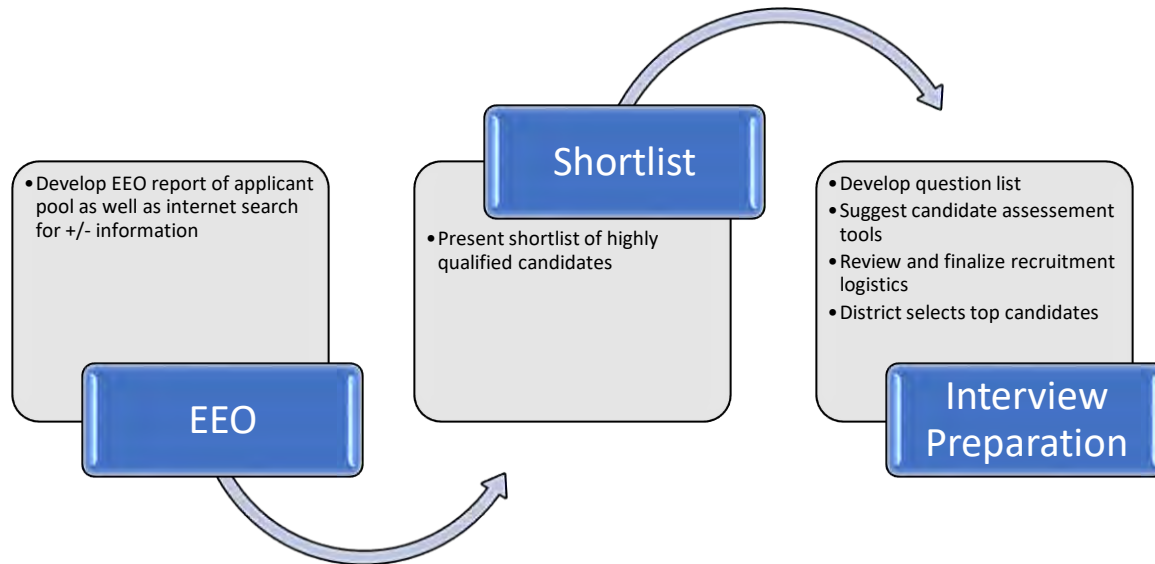 • Develop EEO report of applicant
pool as well as internet search
for +/- information
EEO
Shortlist
• Present shortlist of highly
qualified candidates
• Develop question list
• Suggest candidate assessement
tools
• Review and finalize recruitment
logistics
• District selects top candidates
Interview
Preparation